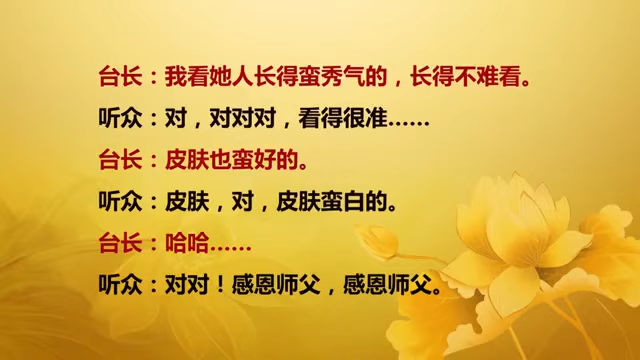 台长：我看她人长得蛮秀气的，长得不难看。
听众：对，对对对，看得很准……
台长：皮肤也蛮好的。
听众：皮肤，对，皮肤蛮白的。
台长：哈哈……
听众：对对！感恩师父，感恩师父。